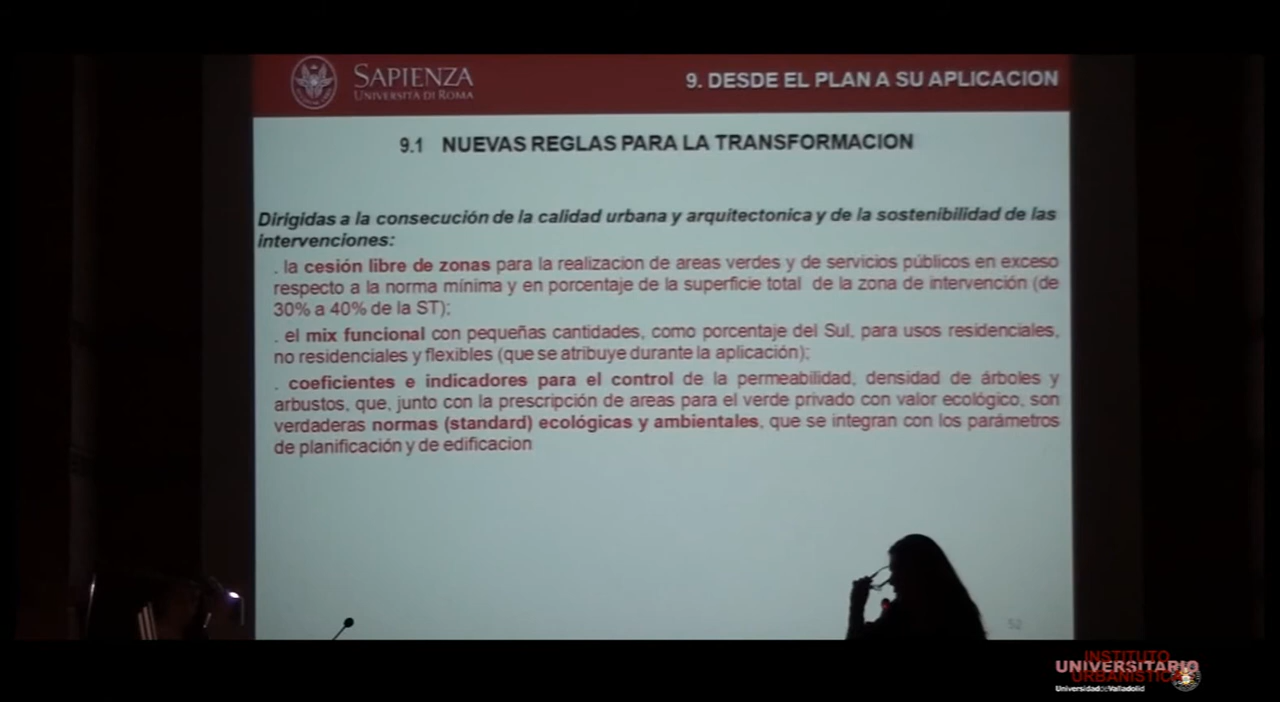 SAPIENZA
UNIVERSITÀ DI ROMA
9. DESDE EL PLAN A SU APLICACION
9.1 NUEVAS REGLAS PARA LA TRANSFORMACION
Dirigidas a la consecución de la calidad urbana y arquitectonica y de la sostenibilidad de las
intervenciones:
. la cesión libre de zonas para la realizacion de areas verdes y de servicios públicos en exceso
respecto a la norma mínima y en porcentaje de la superficie total de la zona de intervención (de
30% a 40% de la ST);
. el mix funcional con pequeñas cantidades, como porcentaje del Sul, para usos residenciales,
no residenciales y flexibles (que se atribuye durante la aplicación);
. coeficientes e indicadores para el control de la permeabilidad, densidad de árboles y
arbustos, que, junto con la prescripción de areas para el verde privado con valor ecológico, son
verdaderas normas (standard) ecológicas y ambientales, que se integran con los parámetros
de planificación y de edificacion
52
INSTITUTO
UNIVERSITARIO
URBANÍSTICA
Universidad de Valladolid